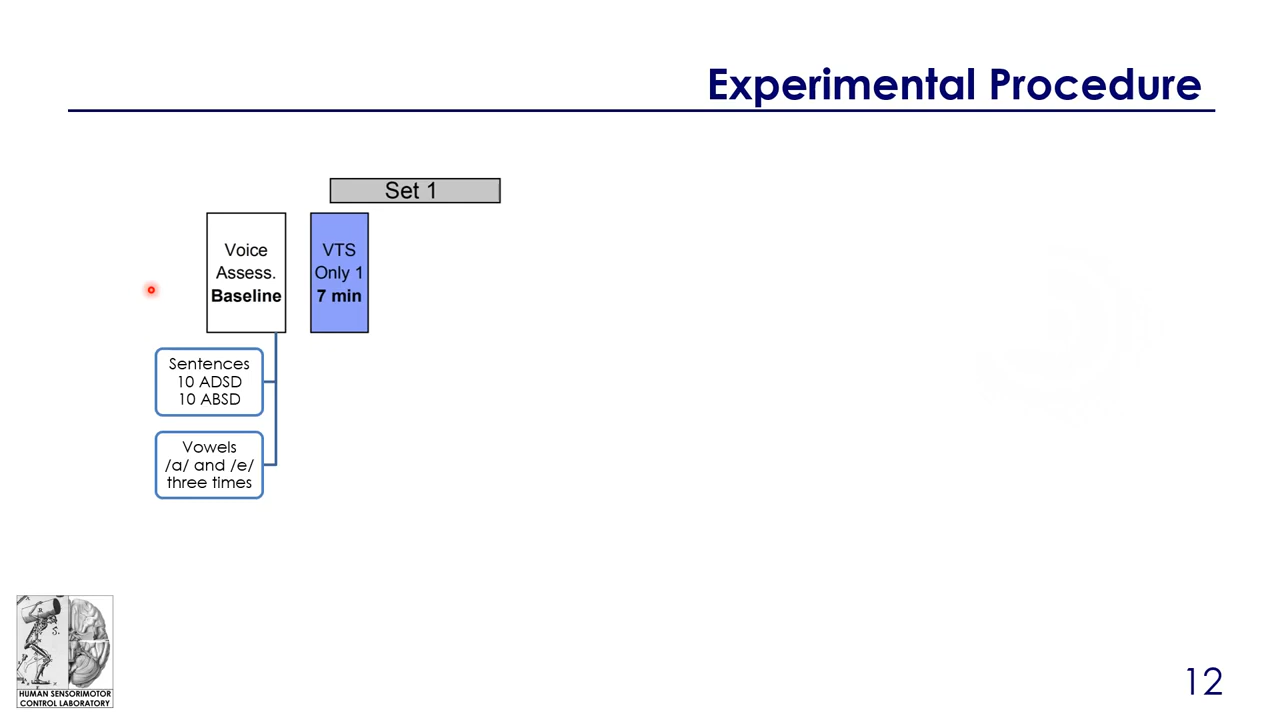 Experimental Procedure
Set 1
Voice
Assess.
Baseline
VTS
Only 1
7 min
Sentences
10 ADSD
10 ABSD
Vowels
/a/ and /e/
three times
HUMAN SENSORIMOTOR
CONTROL LABORATORY
12